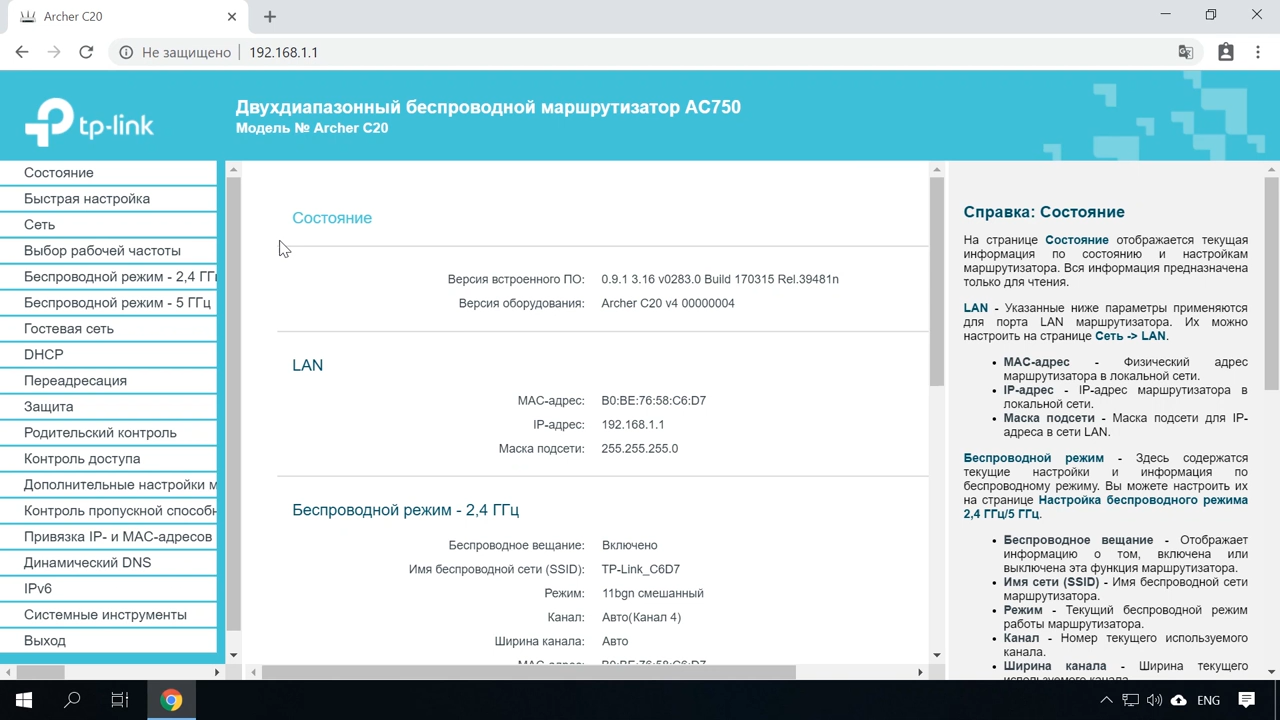 Archer C20
Не защищено
192.168.1.1
tp-link
Двухдиапазонный беспроводной маршрутизатор AC750
Модель № Archer C20
Состояние
Быстрая настройка
Сеть
Выбор рабочей частоты
Беспроводной режим - 2,4 ГГ
Беспроводной режим - 5 ГГц
Гостевая сеть
DHCP
Переадресация
Защита
Родительский контроль
Контроль доступа
Дополнительные настройки м
Контроль пропускной способн
Привязка IP- и MAC-адресов
Динамический DNS
IPv6
Системные инструменты
Выход
Состояние
Версия встроенного ПО: 0.9.1 3.16 v0283.0 Build 170315 Rel.39481n
Версия оборудования: Archer C20 v4 00000004
LAN
MAC-адрес: B0:BE:76:58:C6:D7
IP-адрес: 192.168.1.1
Маска подсети: 255.255.255.0
Беспроводной режим - 2,4 ГГц
Беспроводное вещание: Включено
Имя беспроводной сети (SSID): TP-Link_C6D7
Режим: 11bgn смешанный
Канал: Авто(Канал 4)
Ширина канала: Авто
MAC-адрес: B0:BE:76:58:C6:D7
Справка: Состояние
На странице Состояние отображается текущая
информация по состоянию и настройкам
маршрутизатора. Вся информация предназначена
только для чтения.
LAN - Указанные ниже параметры применяются
для порта LAN маршрутизатора. Их можно
настроить на странице Сеть -> LAN.
• MAC-адрес - Физический адрес
маршрутизатора в локальной сети.
• IP-адрес - IP-адрес маршрутизатора в
локальной сети.
• Маска подсети - Маска подсети для IP-
адреса в сети LAN.
Беспроводной режим - Здесь содержатся
текущие настройки и информация по
беспроводному режиму. Вы можете настроить их
на странице Настройка беспроводного режима
2,4 ГГц/5 ГГц.
• Беспроводное вещание - Отображает
информацию о том, включена или
выключена эта функция маршрутизатора.
• Имя сети (SSID) - Имя беспроводной сети
маршрутизатора.
• Режим - Текущий беспроводной режим
работы маршрутизатора.
• Канал - Номер текущего используемого
канала.
• Ширина канала - Ширина текущего
используемого канала.
ENG